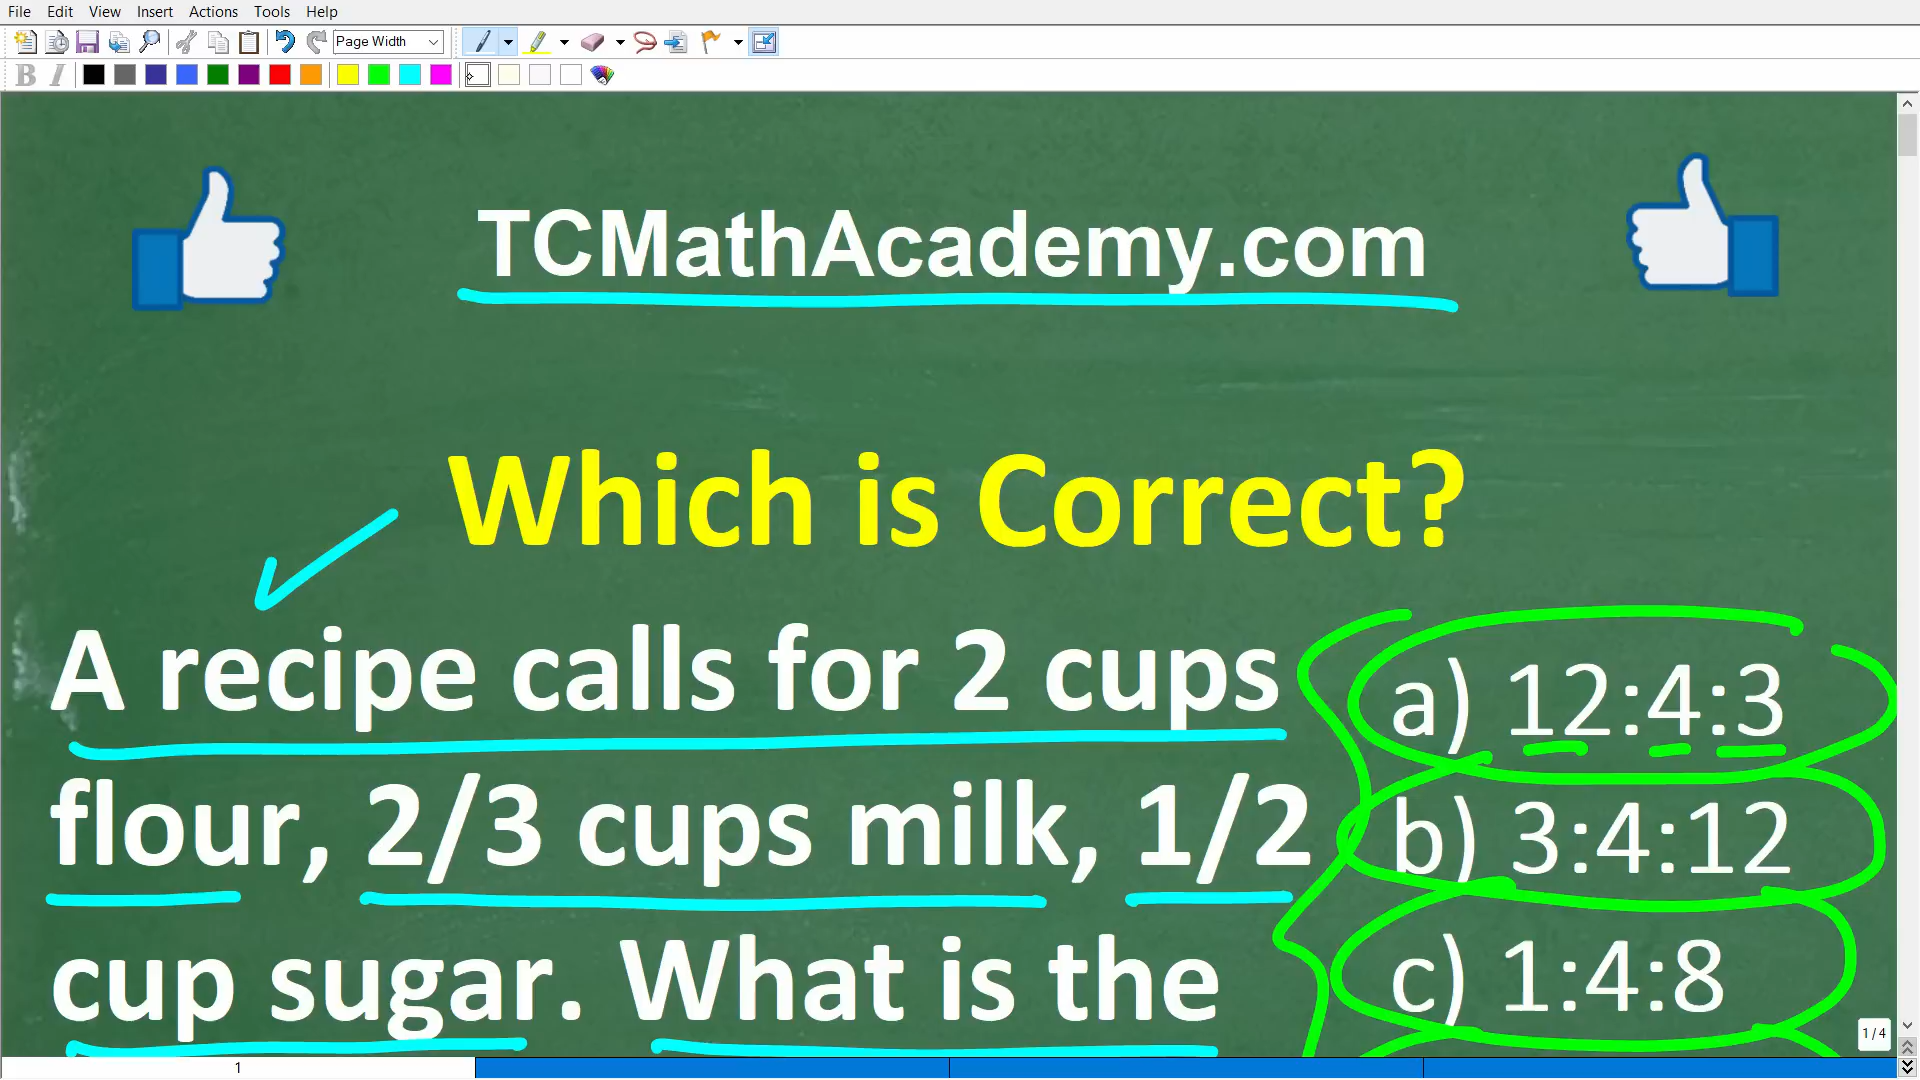 File Edit View Insert Actions Tools Help
Page Width
B I
TCMathAcademy.com
Which is Correct?
A recipe calls for 2 cups
flour, 2/3 cups milk, 1/2
cup sugar. What is the
a) 12:4:3
b) 3:4:12
c) 1:4:8
1/4
1